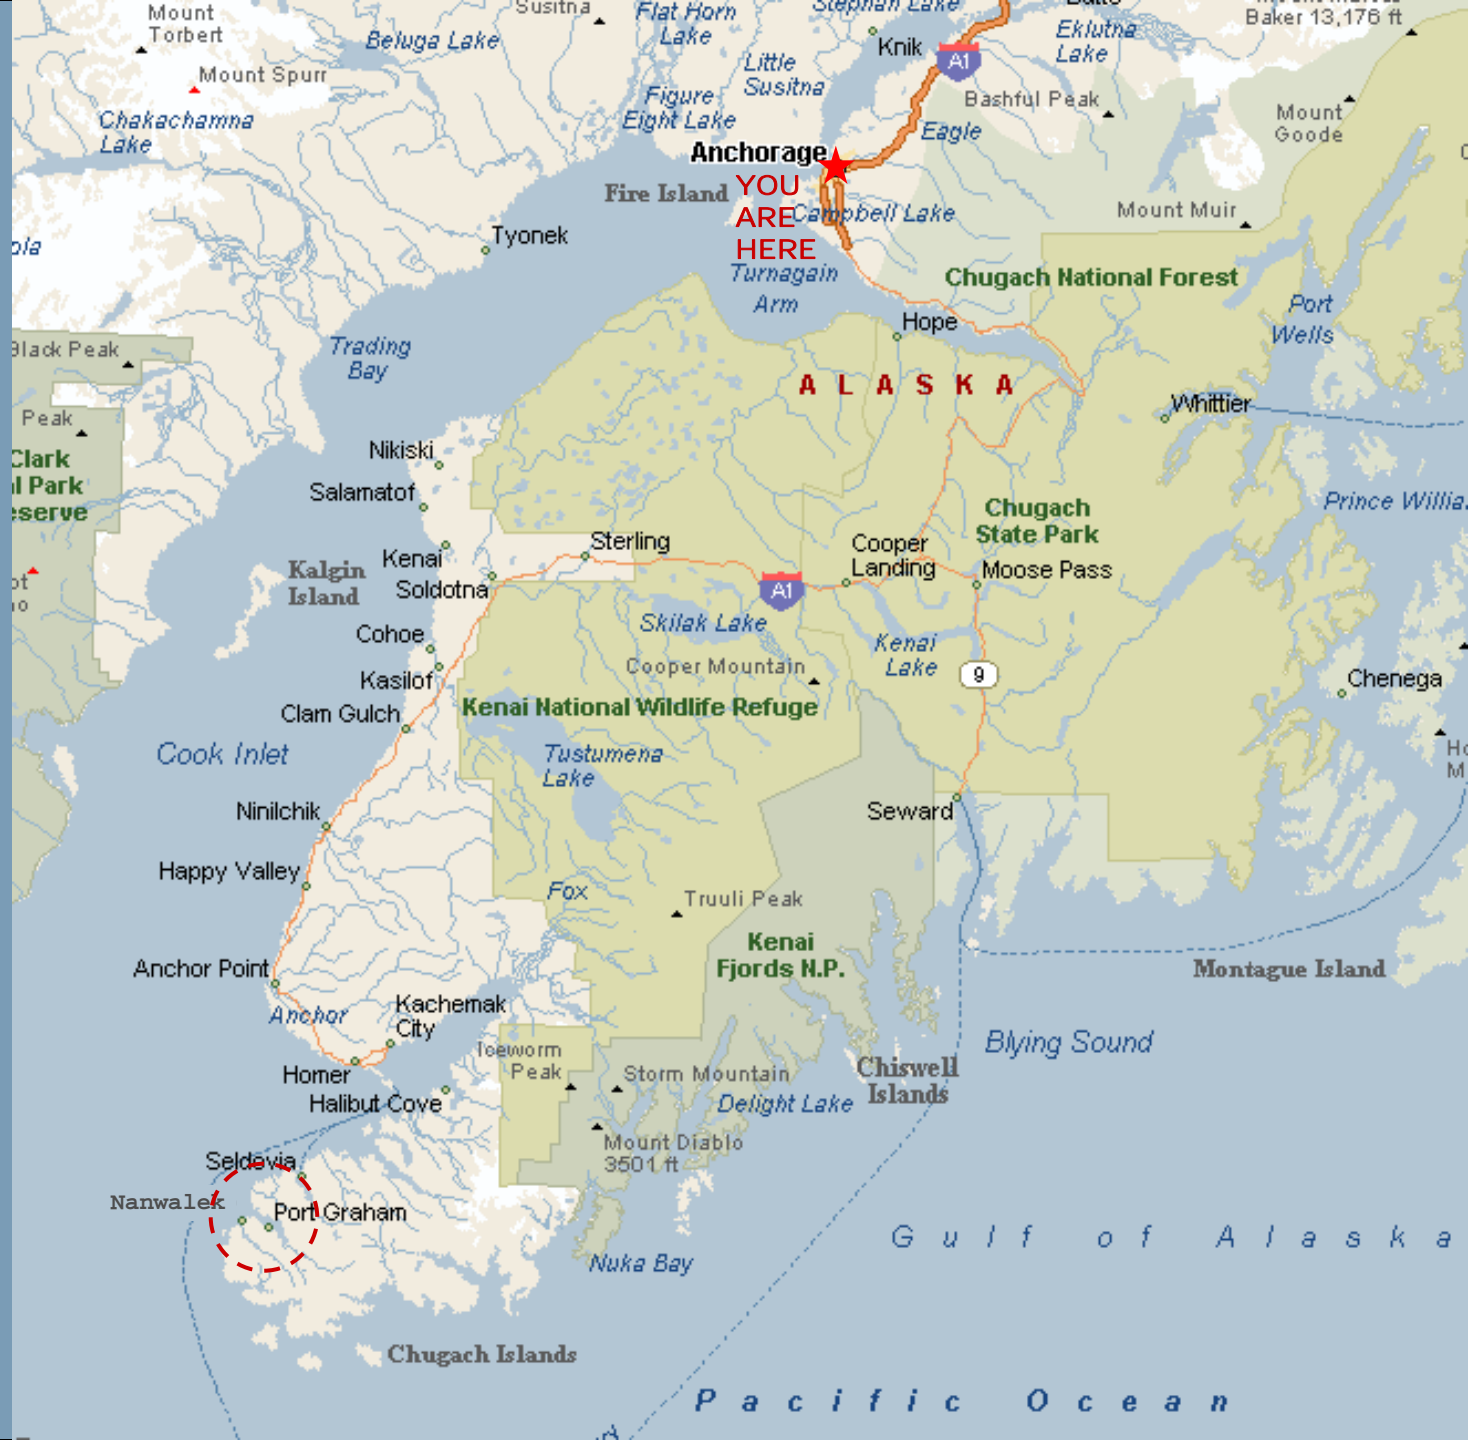 Mount
Torbert
Susitna
Flat Horn
Lake
Stephan Lake
Butte
Baker 13,176 ft
Beluga Lake
Knik
Eklutna
Lake
A1
Mount Spurr
Little
Susitna
Figure
Eight Lake
Bashful Peak
Mount
Goode
Chakachamna
Lake
Eagle
Anchorage
YOU
ARE
HERE
Fire Island
Campbell Lake
Mount Muir
Tyonek
Turnagain
Arm
Chugach National Forest
Port
Wells
Hope
Trading
Bay
Black Peak
ALASKA
Whittier
Peak
Clark
Nikiski
Salamatof
Prince Willia
Chugach
State Park
Sterling
Cooper
Landing
Kenai
Moose Pass
Kalgin
Island
Soldotna
A1
Skilak Lake
Cohoe
Kenai
Lake
Cooper Mountain
9
Kasilof
Chenega
Kenai National Wildlife Refuge
Clam Gulch
Cook Inlet
Tustumena
Lake
Ninilchik
Seward
Happy Valley
Fox
Truuli Peak
Kenai
Fjords N.P.
Anchor Point
Montague Island
Kachemak
City
Anchor
Blying Sound
Iceworm
Peak
Homer
Storm Mountain
Chiswell
Islands
Halibut Cove
Delight Lake
Mount Diablo
3501 ft
Seldovia
Nanwalek
Port Graham
Gulf of Alaska
Nuka Bay
Chugach Islands
Pacific Ocean